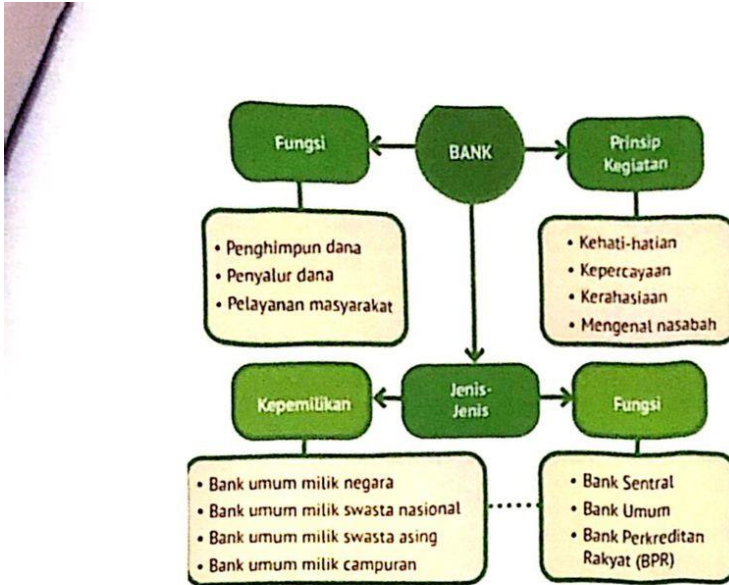 BANK
Fungsi
• Penghimpun dana
• Penyalur dana
• Pelayanan masyarakat
Prinsip
Kegiatan
• Kehati-hatian
• Kepercayaan
• Kerahasiaan
• Mengenal nasabah
Jenis-
Jenis
Kepemilikan
• Bank umum milik negara
• Bank umum milik swasta nasional
• Bank umum milik swasta asing
• Bank umum milik campuran
Fungsi
• Bank Sentral
• Bank Umum
• Bank Perkreditan
Rakyat (BPR)